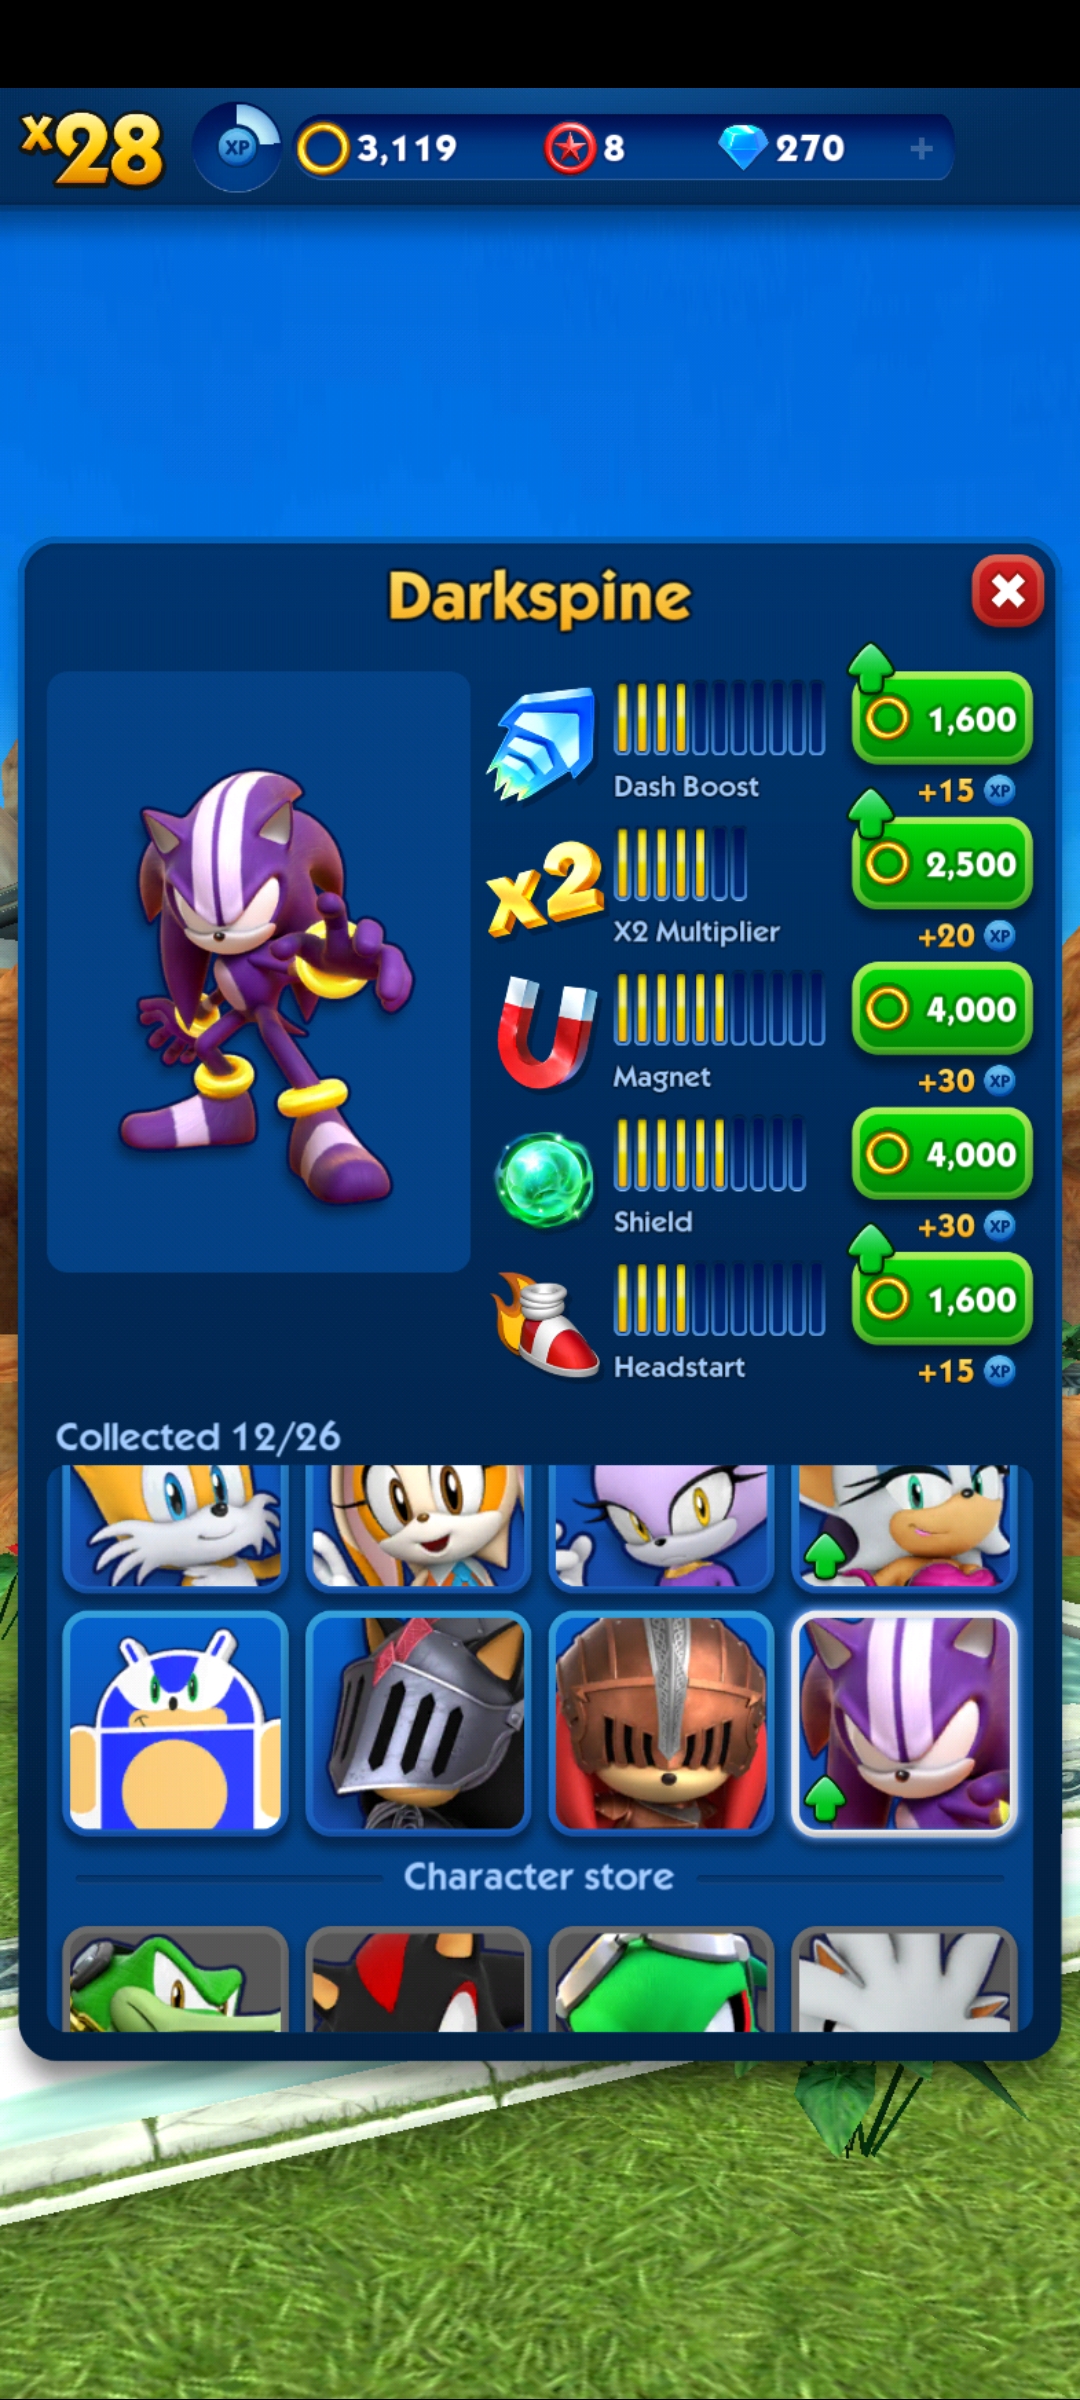 x28
XP
3,119
8
270
+
Darkspine
1,600
Dash Boost
+15 XP
x2
2,500
X2 Multiplier
+20 XP
4,000
Magnet
+30 XP
4,000
Shield
+30 XP
1,600
Headstart
+15 XP
Collected 12/26
Character store